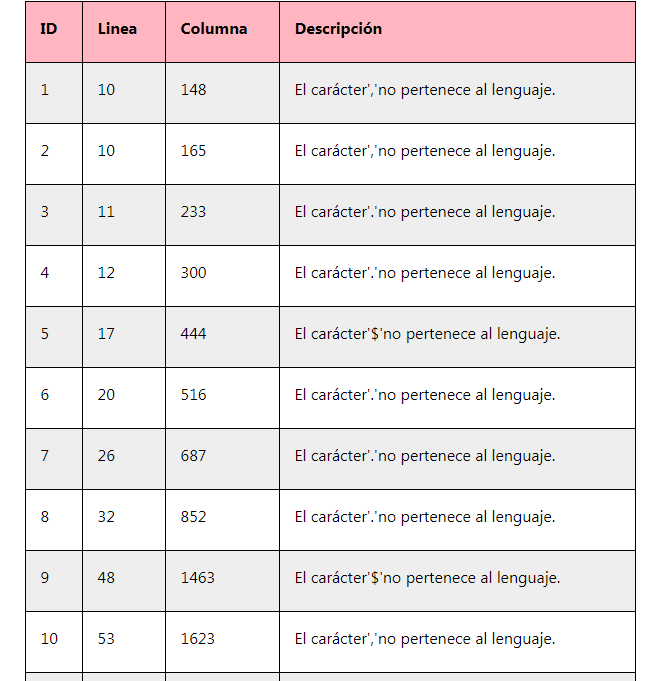 ID Linea Columna Descripción
1 10 148 El carácter','no pertenece al lenguaje.
2 10 165 El carácter','no pertenece al lenguaje.
3 11 233 El carácter'.'no pertenece al lenguaje.
4 12 300 El carácter'.'no pertenece al lenguaje.
5 17 444 El carácter'$'no pertenece al lenguaje.
6 20 516 El carácter'.'no pertenece al lenguaje.
7 26 687 El carácter'.'no pertenece al lenguaje.
8 32 852 El carácter'.'no pertenece al lenguaje.
9 48 1463 El carácter'$'no pertenece al lenguaje.
10 53 1623 El carácter','no pertenece al lenguaje.